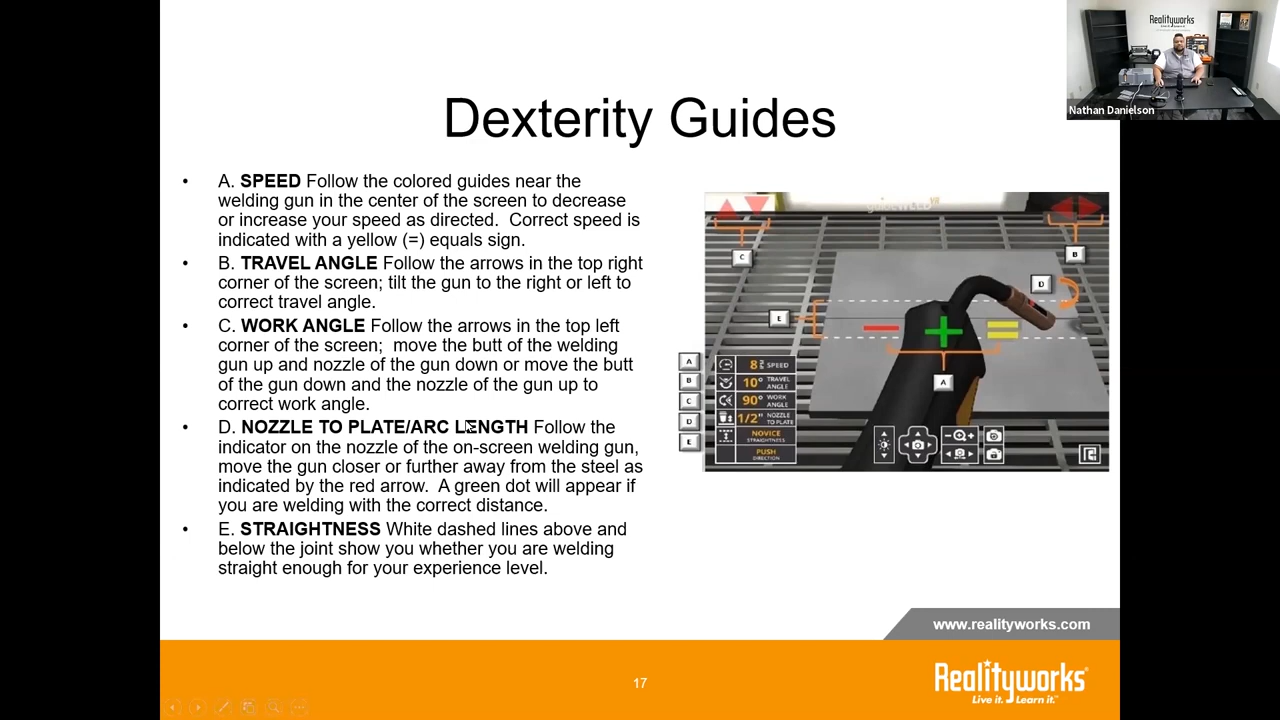 Realityworks
Nathan Danielson
Dexterity Guides
• A. SPEED Follow the colored guides near the
welding gun in the center of the screen to decrease
or increase your speed as directed.  Correct speed is
indicated with a yellow (=) equals sign.
• B. TRAVEL ANGLE Follow the arrows in the top right
corner of the screen; tilt the gun to the right or left to
correct travel angle.
• C. WORK ANGLE Follow the arrows in the top left
corner of the screen;  move the butt of the welding
gun up and nozzle of the gun down or move the butt
of the gun down and the nozzle of the gun up to
correct work angle.
• D. NOZZLE TO PLATE/ARC LENGTH Follow the
indicator on the nozzle of the on-screen welding gun,
move the gun closer or further away from the steel as
indicated by the red arrow.  A green dot will appear if
you are welding with the correct distance.
• E. STRAIGHTNESS White dashed lines above and
below the joint show you whether you are welding
straight enough for your experience level.
C
B
D
E
A
A
B
C
D
E
SPEED
10° TRAVEL
ANGLE
90° WORK
ANGLE
1/2" NOZZLE
TO PLATE
NOVICE
STRAIGHTNESS
PUSH
DIRECTION
www.realityworks.com
17
Realityworks
Live it. Learn it.™